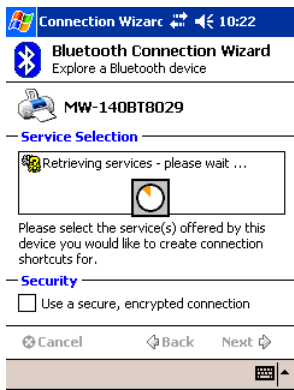 Connection Wizarc 10:22
Bluetooth Connection Wizard
Explore a Bluetooth device
MW-140BT8029
Service Selection
Retrieving services - please wait ...
Please select the service(s) offered by this
device you would like to create connection
shortcuts for.
Security
Use a secure, encrypted connection
Cancel Back Next